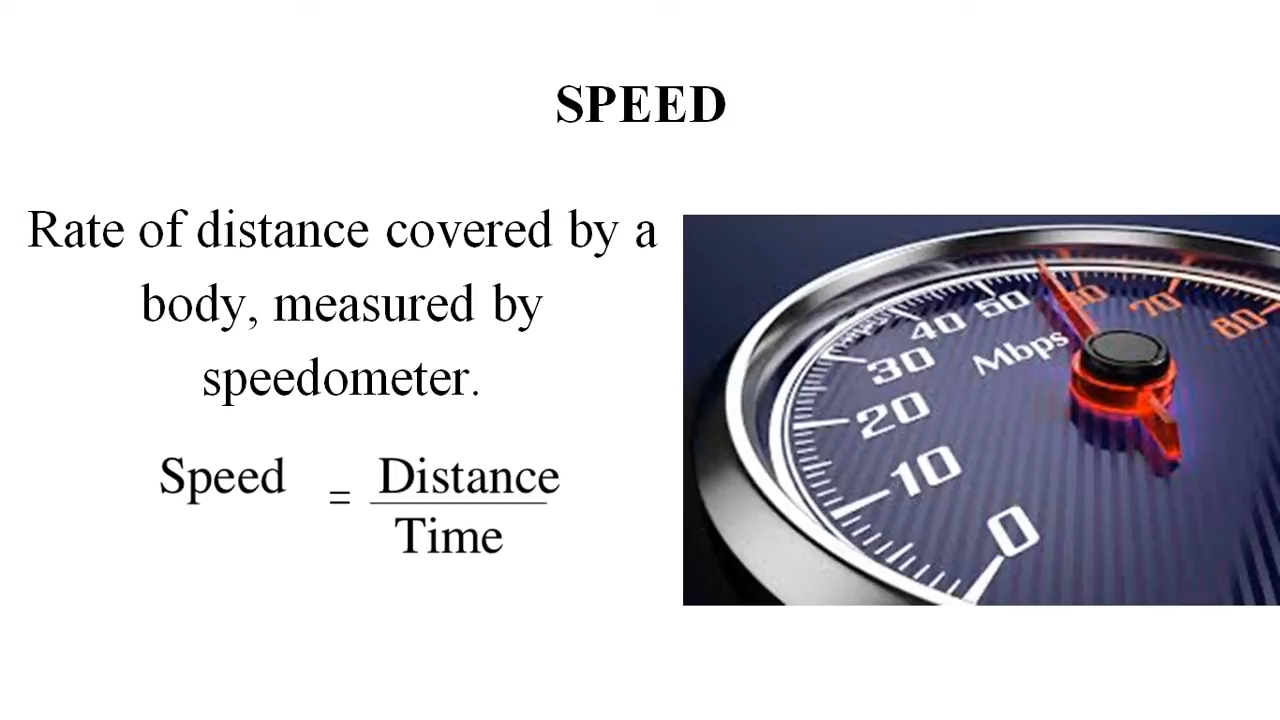 SPEED
Rate of distance covered by a
body, measured by
speedometer.
Speed = Distance
Time
0
10
20
30
40
50
60
70
80
Mbps